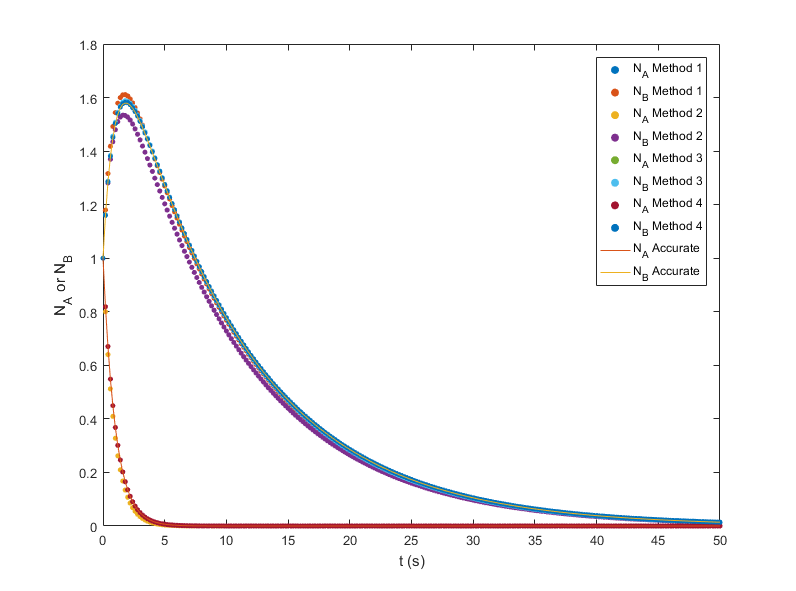 1.8
1.6
1.4
1.2
1
0.8
0.6
0.4
0.2
0
N_A or N_B
0 5 10 15 20 25 30 35 40 45 50
t (s)
N_A Method 1
N_B Method 1
N_A Method 2
N_B Method 2
N_A Method 3
N_B Method 3
N_A Method 4
N_B Method 4
N_A Accurate
N_B Accurate